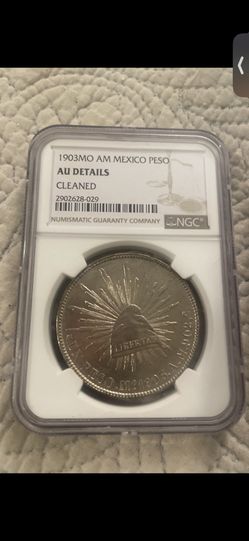 1903MO AM MEXICO PESO
AU DETAILS
CLEANED
2902628-029
NUMISMATIC GUARANTY COMPANY
NGC
LIBERTAD